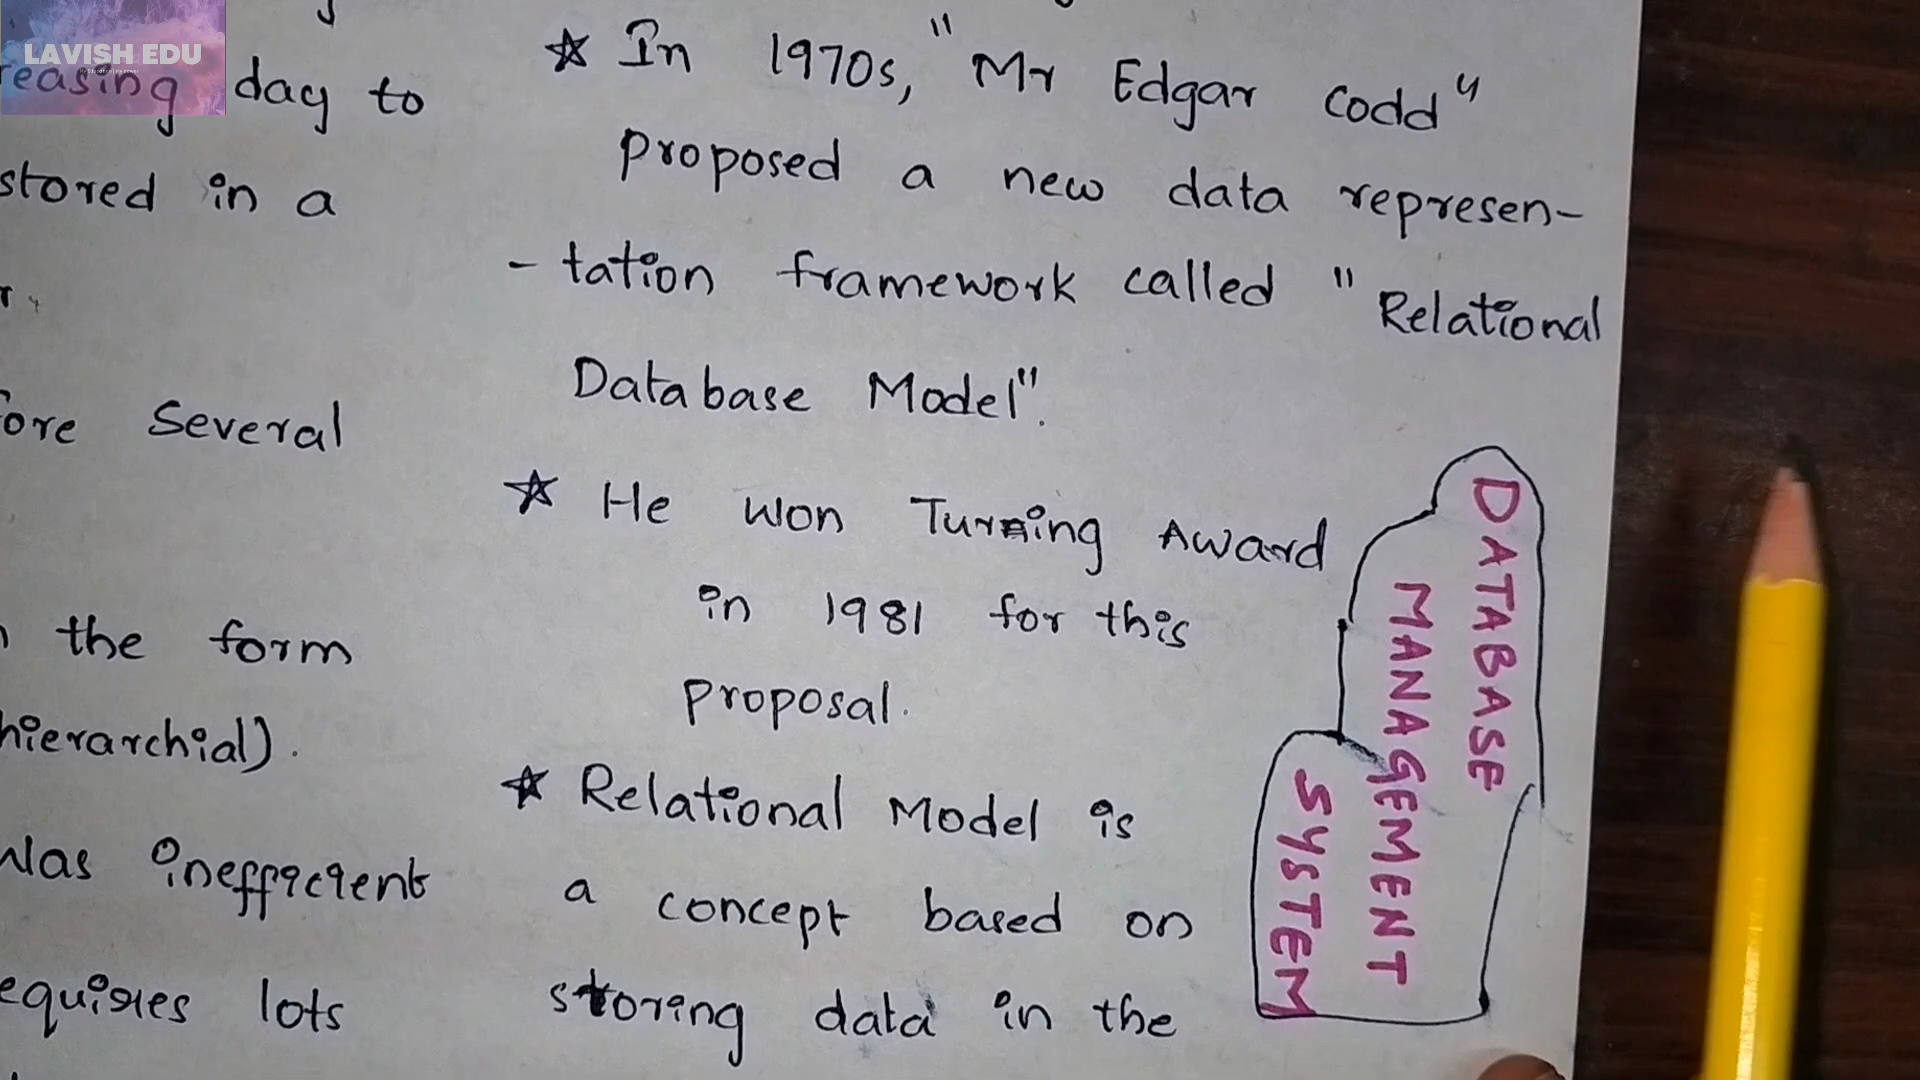 LAVISH EDU
reasing day to
stored in a
ore several
the form
hierarchial).
Was inefficient
equires lots
☆ In 1970s, " "Mr Edgar Codd"
proposed a new data represen-
- tation framework called " Relational
Database Model".
☆ He won Turning Award
in 1981 for this
proposal.
☆ Relational Model is
a concept based on
storing data in the
DATABASE
MANAGEMENT
SYSTEM